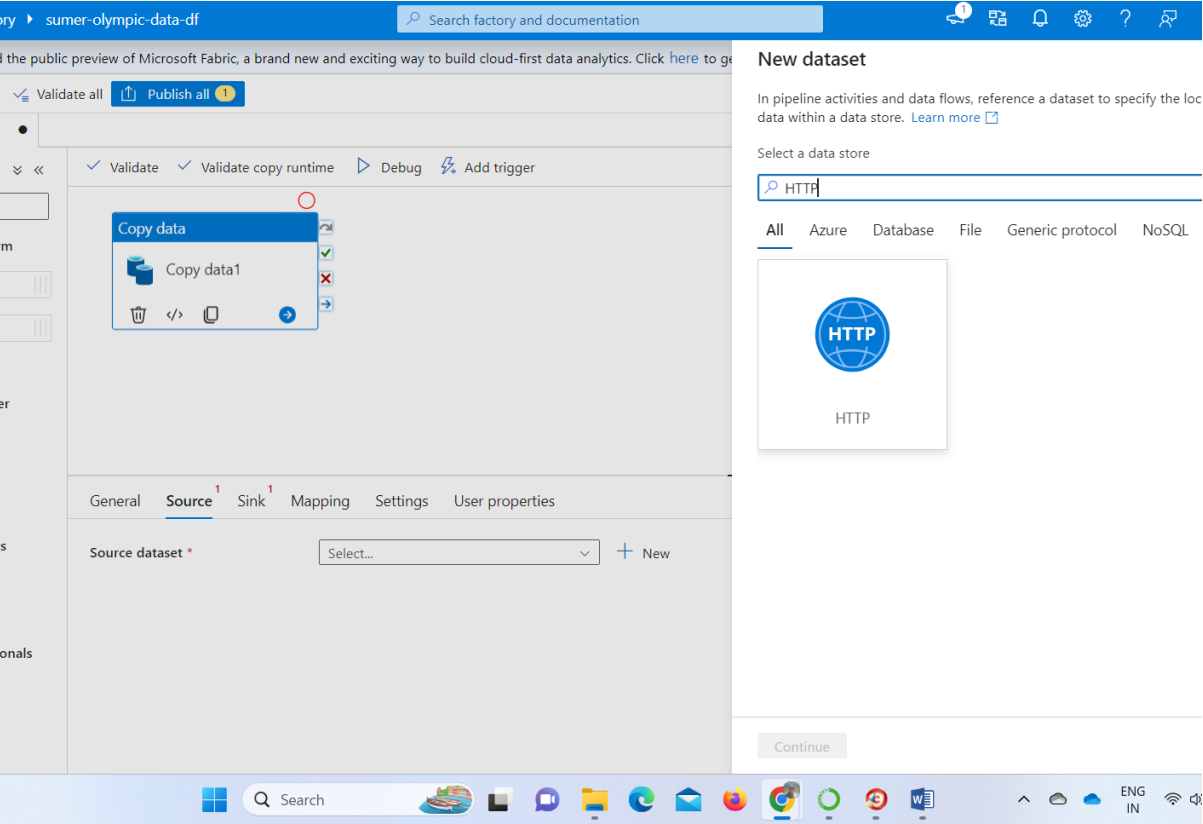 ory sumer-olympic-data-df
Search factory and documentation
1
d the public preview of Microsoft Fabric, a brand new and exciting way to build cloud-first data analytics. Click here to ge
Validate all
Publish all 1
Validate
Validate copy runtime
Debug
Add trigger
rm
er
s
onals
Copy data
Copy data1
General
Source 1
Sink 1
Mapping
Settings
User properties
Source dataset *
Select...
New
New dataset
In pipeline activities and data flows, reference a dataset to specify the loc
data within a data store. Learn more
Select a data store
HTTP
All
Azure
Database
File
Generic protocol
NoSQL
HTTP
HTTP
Continue
Search
ENG
IN